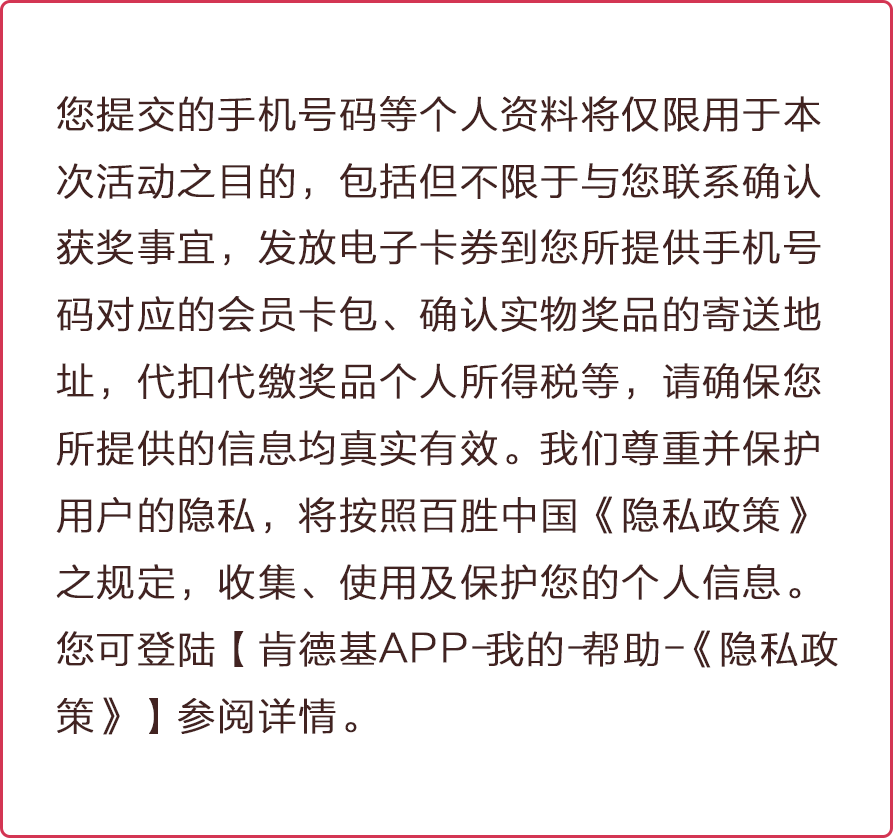 您提交的手机号码等个人资料将仅限用于本
次活动之目的，包括但不限于与您联系确认
获奖事宜，发放电子卡券到您所提供手机号
码对应的会员卡包、确认实物奖品的寄送地
址，代扣代缴奖品个人所得税等，请确保您
所提供的信息均真实有效。我们尊重并保护
用户的隐私，将按照百胜中国《隐私政策》
之规定，收集、使用及保护您的个人信息。
您可登陆【肯德基APP-我的-帮助-《隐私政
策》】参阅详情。